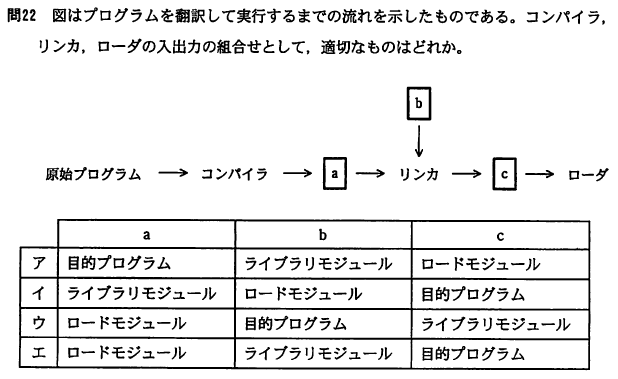 問22 図はプログラムを翻訳して実行するまでの流れを示したものである。コンパイラ,
リンカ,ローダの入出力の組合せとして,適切なものはどれか。
b
原始プログラム → コンパイラ → a → リンカ → c → ローダ
a b c
ア 目的プログラム ライブラリモジュール ロードモジュール
イ ライブラリモジュール ロードモジュール 目的プログラム
ウ ロードモジュール 目的プログラム ライブラリモジュール
エ ロードモジュール ライブラリモジュール 目的プログラム